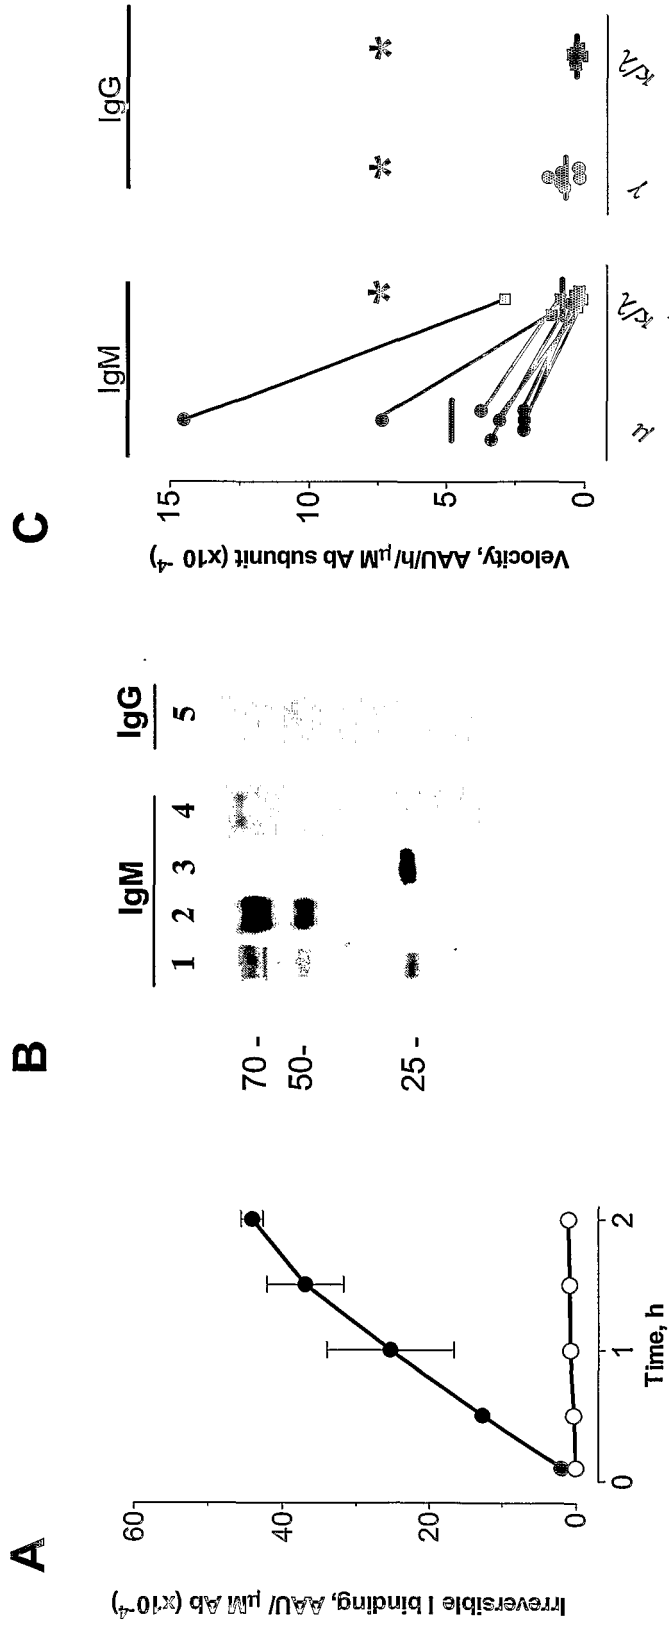 A
Irreversible I binding, AAU/ μM Ab (x10⁻⁴)
60
40
20
0
0
1
2
Time, h
B
IgM
IgG
1
2
3
4
5
70 -
50-
25 -
C
IgM
IgG
Velocity, AAU/h/μM Ab subunit (x10⁻⁴)
15
10
5
0
*
*
*
μ
κ/λ
γ
κ/λ